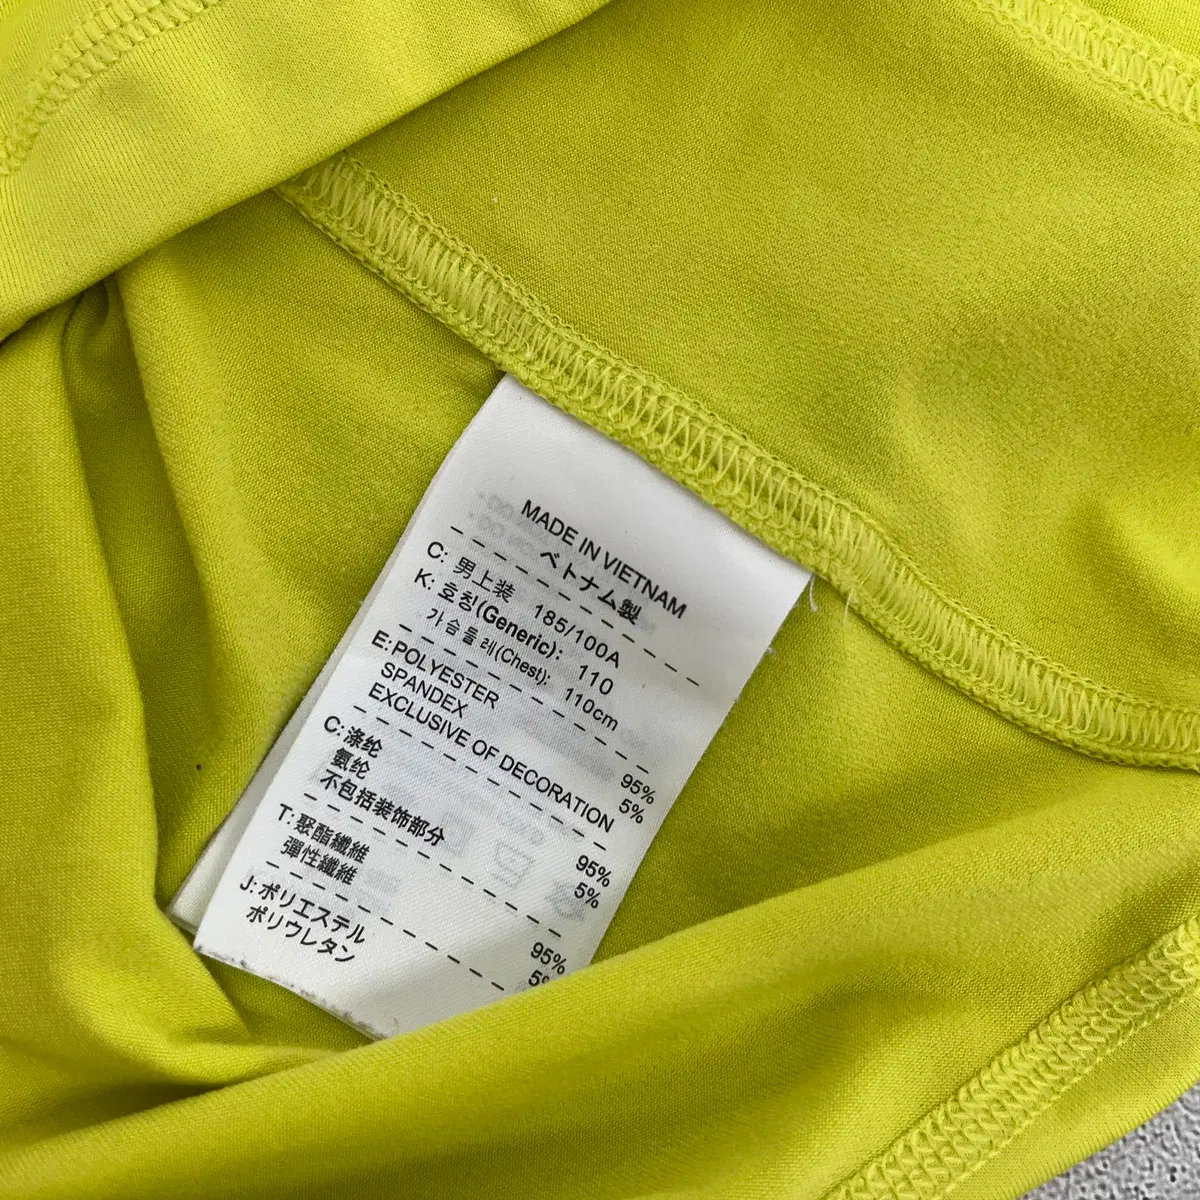 MADE IN VIETNAM
ベトナム製
C: 男上装 185/100A
K: 호칭(Generic): 110
가슴둘레(Chest): 110cm
E: POLYESTER 95%
SPANDEX 5%
EXCLUSIVE OF DECORATION
C: 涤纶 95%
氨纶 5%
不包括装饰部分
T: 聚酯纖維 95%
彈性纖維 5%
J: ポリエステル
ポリウレタン